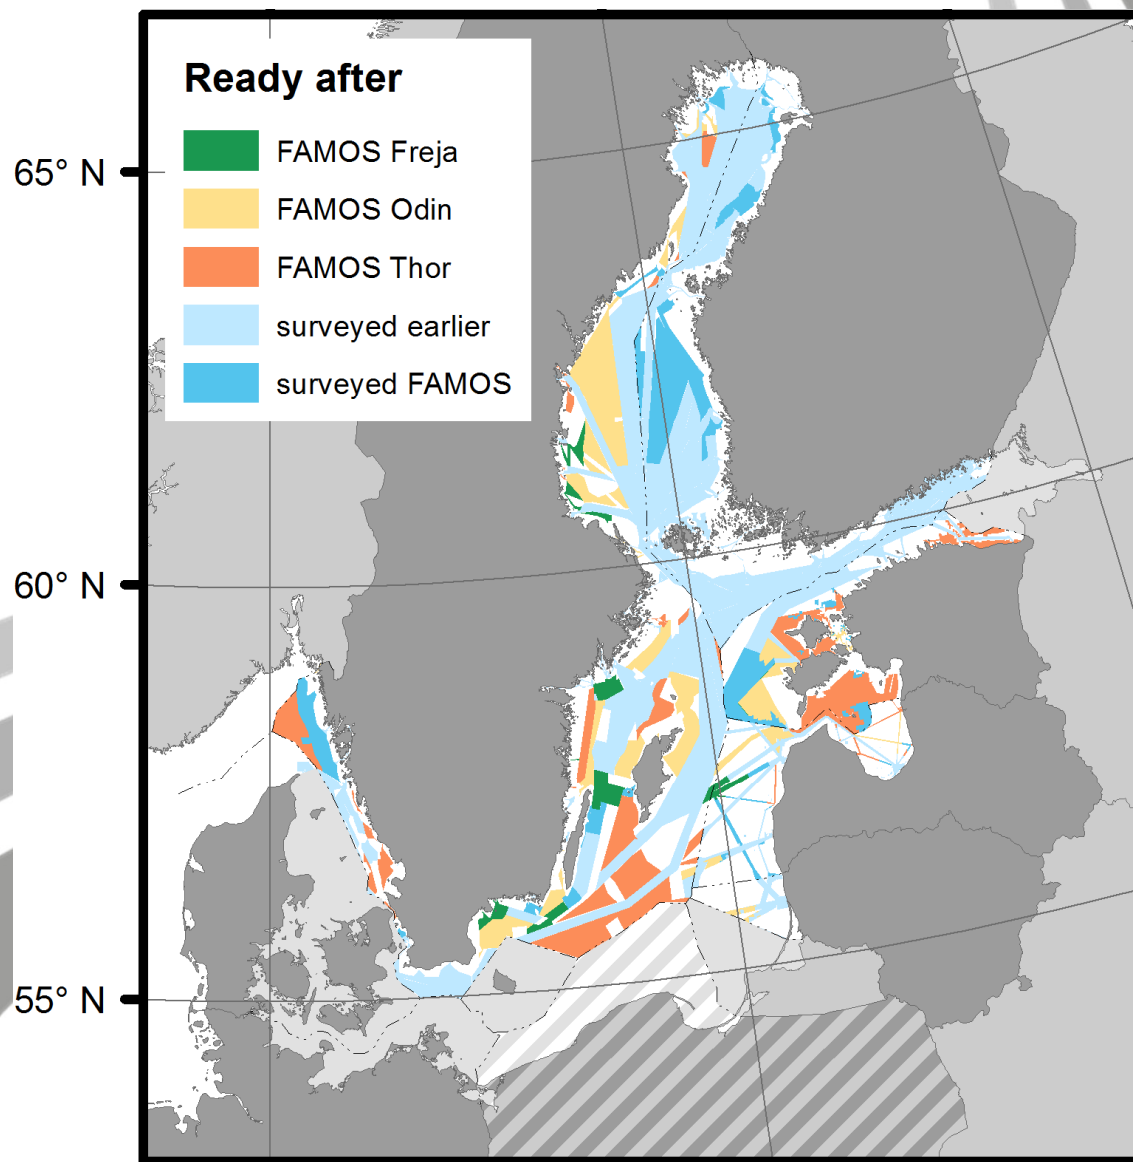 Ready after
FAMOS Freja
FAMOS Odin
FAMOS Thor
surveyed earlier
surveyed FAMOS
65° N
60° N
55° N